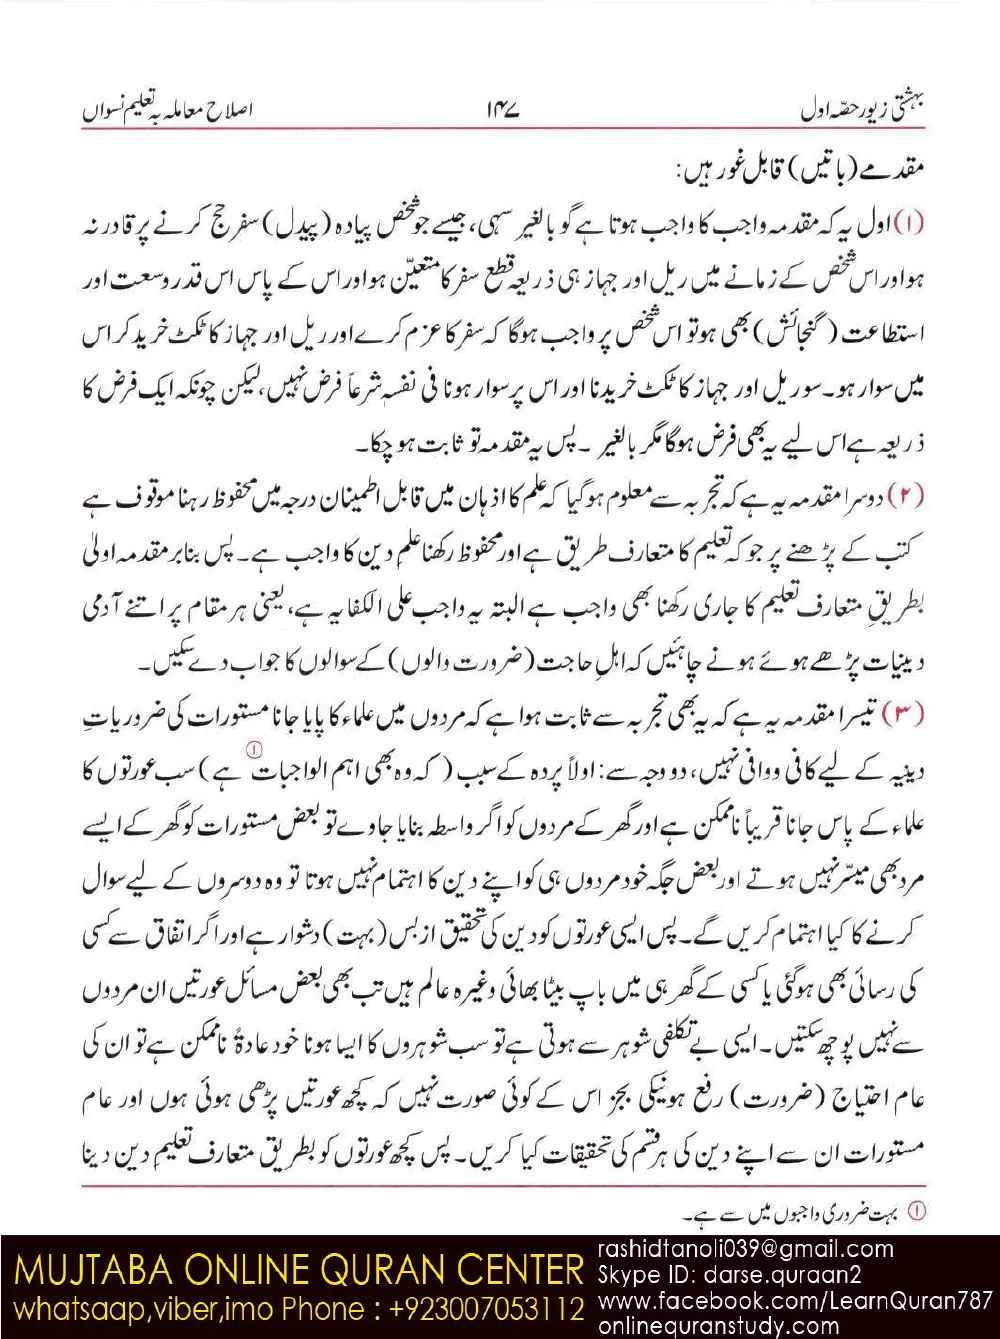 بہشتی زیور حصّہ اول ۱۴۷ اصلاح معاملہ بہ تعلیم نسواں
مقدمے (باتیں) قابل غور ہیں:
(۱) اول یہ کہ مقدمہ واجب کا واجب ہوتا ہے گو بالغیر سہی، جیسے جو شخص پیادہ (پیدل) سفر حج کرنے پر قادر نہ
ہو اور اس شخص کے زمانے میں ریل اور جہاز ہی ذریعہ قطع سفر کا متعیّن ہو اور اس کے پاس اس قدر وسعت اور
استطاعت (گنجائش) بھی ہو تو اس شخص پر واجب ہوگا کہ سفر کا عزم کرے اور ریل اور جہاز کا ٹکٹ خرید کر اس
میں سوار ہو۔ سو ریل اور جہاز کا ٹکٹ خریدنا اور اس پر سوار ہونا فی نفسہٖ شرعاً فرض نہیں، لیکن چونکہ ایک فرض کا
ذریعہ ہے اس لیے یہ بھی فرض ہوگا مگر بالغیر ۔ پس یہ مقدمہ تو ثابت ہو چکا۔
(۲) دوسرا مقدمہ یہ ہے کہ تجربہ سے معلوم ہوگیا کہ علم کا اذہان میں قابل اطمینان درجہ میں محفوظ رہنا موقوف ہے
کتب کے پڑھنے پر جو کہ تعلیم کا متعارف طریق ہے اور محفوظ رکھنا علمِ دین کا واجب ہے۔ پس بنابر مقدمہ اولیٰ
بطریقِ متعارف تعلیم کا جاری رکھنا بھی واجب ہے البتہ یہ واجب علی الکفایہ ہے، یعنی ہر مقام پر اتنے آدمی
دینیات پڑھے ہوئے ہونے چاہئیں کہ اہلِ حاجت (ضرورت والوں) کے سوالوں کا جواب دے سکیں۔
(۳) تیسرا مقدمہ یہ ہے کہ یہ بھی تجربہ سے ثابت ہوا ہے کہ مردوں میں علماء کا پایا جانا مستورات کی ضروریاتِ
دینیہ کے لیے کافی ووافی نہیں، دو وجہ سے: اولاً پردہ کے سبب (کہ وہ بھی اہم الواجبات① ہے) سب عورتوں کا
علماء کے پاس جانا قریباً ناممکن ہے اور گھر کے مردوں کو اگر واسطہ بنایا جاوے تو بعض مستورات کو گھر کے ایسے
مرد بھی میسّر نہیں ہوتے اور بعض جگہ خود مردوں ہی کو اپنے دین کا اہتمام نہیں ہوتا تو وہ دوسروں کے لیے سوال
کرنے کا کیا اہتمام کریں گے۔ پس ایسی عورتوں کو دین کی تحقیق ازبس (بہت) دشوار ہے اور اگر اتفاق سے کسی
کی رسائی بھی ہوگئی یا کسی کے گھر ہی میں باپ بیٹا بھائی وغیرہ عالم ہیں تب بھی بعض مسائل عورتیں ان مردوں
سے نہیں پوچھ سکتیں۔ ایسی بے تکلفی شوہر سے ہوتی ہے تو سب شوہروں کا ایسا ہونا خود عادۃً ناممکن ہے تو ان کی
عام احتیاج (ضرورت) رفع ہونیکی بجز اس کے کوئی صورت نہیں کہ کچھ عورتیں پڑھی ہوئی ہوں اور عام
مستورات ان سے اپنے دین کی ہر قسم کی تحقیقات کیا کریں۔ پس کچھ عورتوں کو بطریق متعارف تعلیمِ دین دینا
① بہت ضروری واجبوں میں سے ہے۔
MUJTABA ONLINE QURAN CENTER
whatsaap,viber,imo Phone : +923007053112
rashidtanoli039@gmail.com
Skype ID: darse.quraan2
www.facebook.com/LearnQuran787
onlinequranstudy.com